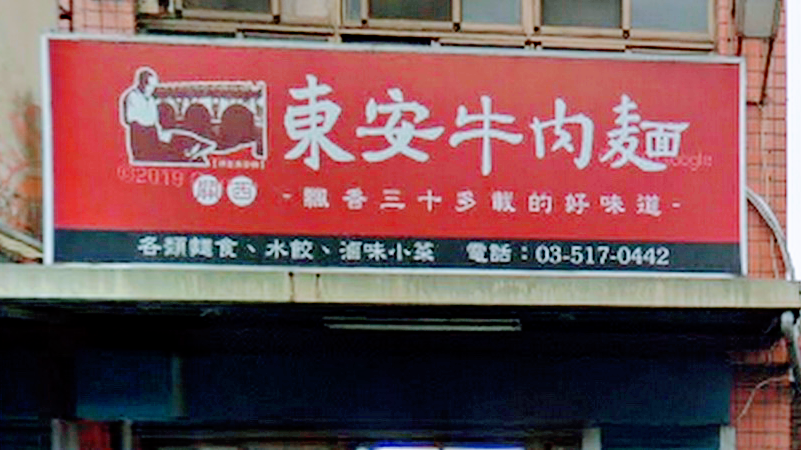 東安牛肉麵
關西 -飄香三十多載的好味道-
各類麵食、水餃、滷味小菜 電話：03-517-0442
©2019 Google